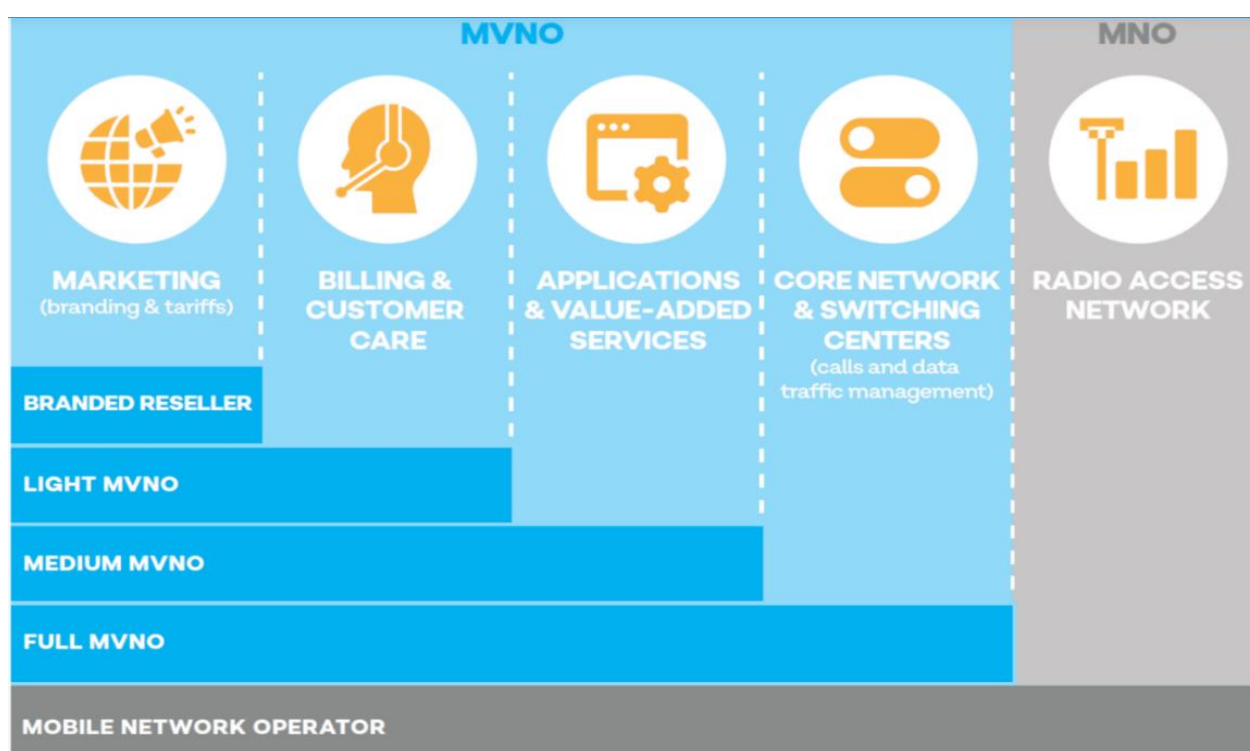 MVNO
MNO
MARKETING
(branding & tariffs)
BILLING &
CUSTOMER
CARE
APPLICATIONS
& VALUE-ADDED
SERVICES
CORE NETWORK
& SWITCHING
CENTERS
(calls and data
traffic management)
RADIO ACCESS
NETWORK
BRANDED RESELLER
LIGHT MVNO
MEDIUM MVNO
FULL MVNO
MOBILE NETWORK OPERATOR